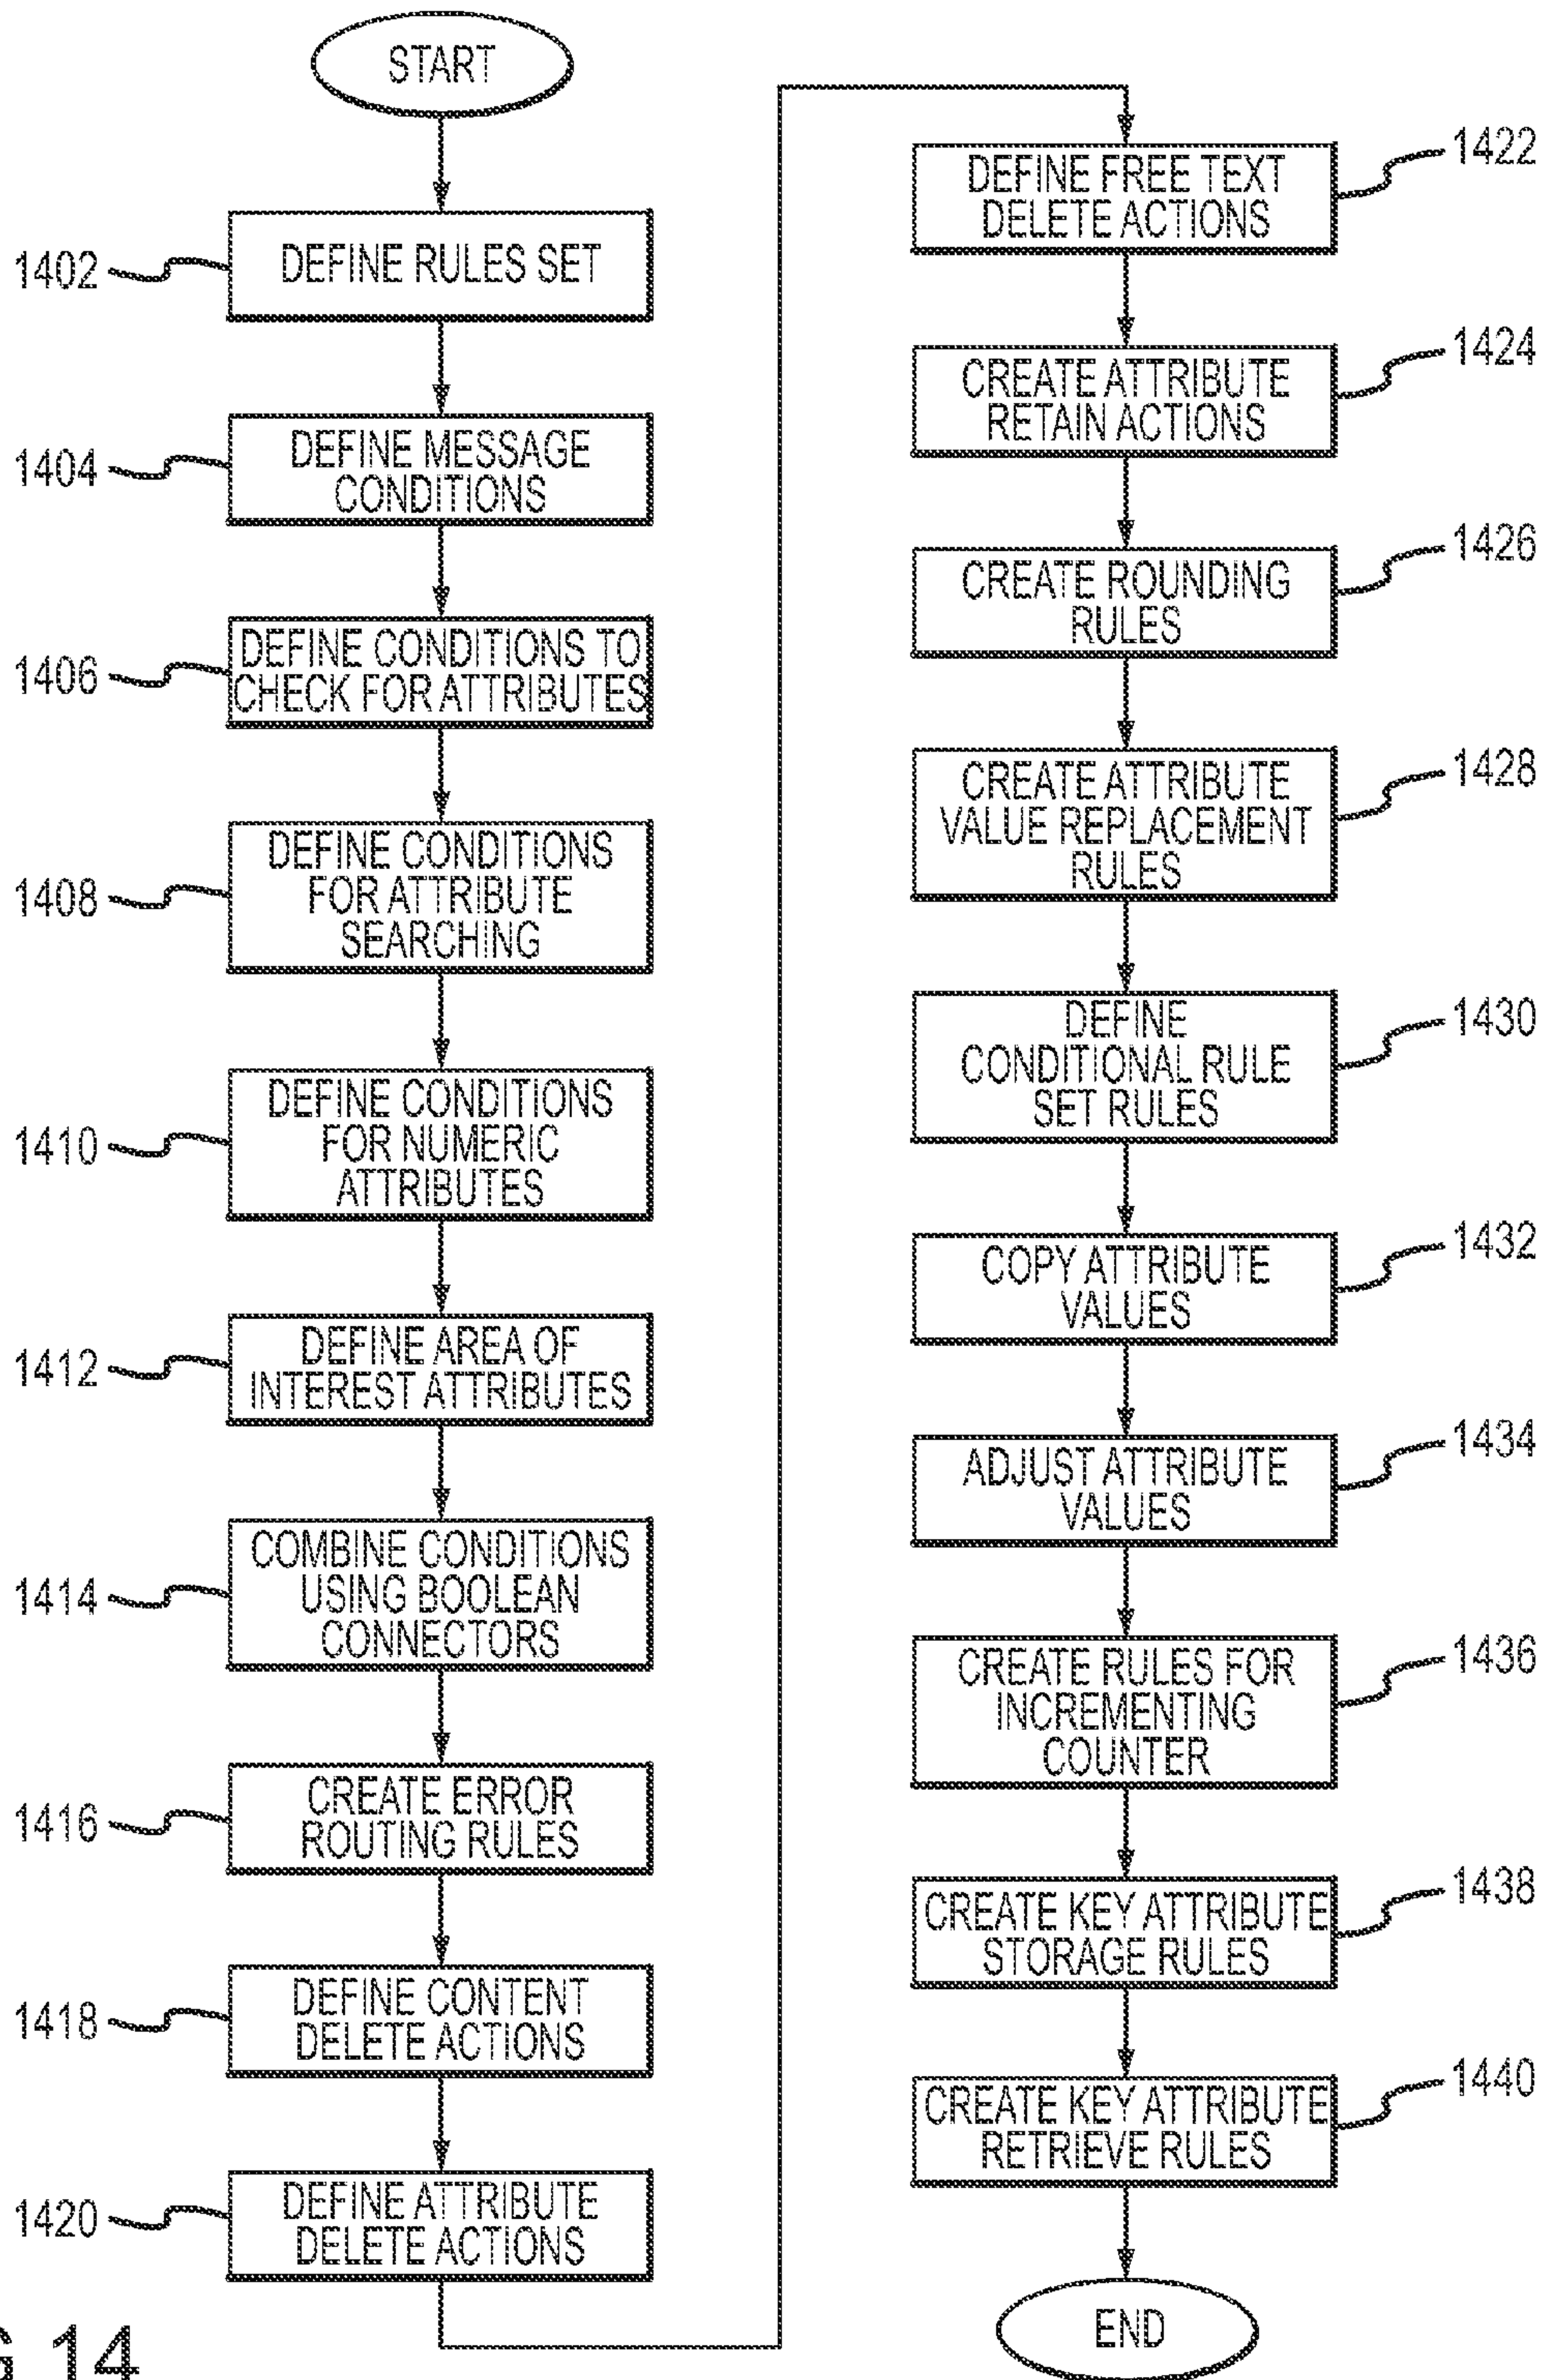 START
1402
DEFINE RULES SET
1404
DEFINE MESSAGE
CONDITIONS
1406
DEFINE CONDITIONS TO
CHECK FOR ATTRIBUTES
1408
DEFINE CONDITIONS
FOR ATTRIBUTE
SEARCHING
1410
DEFINE CONDITIONS
FOR NUMERIC
ATTRIBUTES
1412
DEFINE AREA OF
INTEREST ATTRIBUTES
1414
COMBINE CONDITIONS
USING BOOLEAN
CONNECTORS
1416
CREATE ERROR
ROUTING RULES
1418
DEFINE CONTENT
DELETE ACTIONS
1420
DEFINE ATTRIBUTE
DELETE ACTIONS
1422
DEFINE FREE TEXT
DELETE ACTIONS
1424
CREATE ATTRIBUTE
RETAIN ACTIONS
1426
CREATE ROUNDING
RULES
1428
CREATE ATTRIBUTE
VALUE REPLACEMENT
RULES
1430
DEFINE
CONDITIONAL RULE
SET RULES
1432
COPY ATTRIBUTE
VALUES
1434
ADJUST ATTRIBUTE
VALUES
1436
CREATE RULES FOR
INCREMENTING
COUNTER
1438
CREATE KEY ATTRIBUTE
STORAGE RULES
1440
CREATE KEY ATTRIBUTE
RETRIEVE RULES
END
14